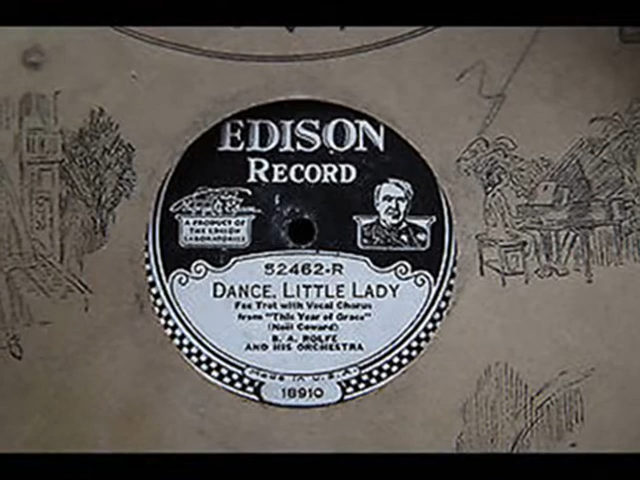 EDISON
RECORD
A PRODUCT OF
THE EDISON
LABORATORIES
52462-R
DANCE, LITTLE LADY
Fox Trot with Vocal Chorus
from "This Year of Grace"
(Noël Coward)
B. A. ROLFE
AND HIS ORCHESTRA
Made in U.S.A.
18910